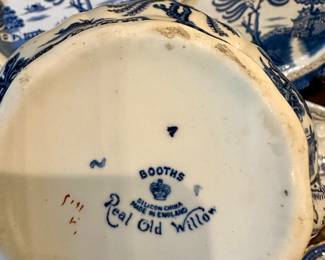 BOOTHS
SILICON CHINA
MADE IN ENGLAND
Real Old Willow